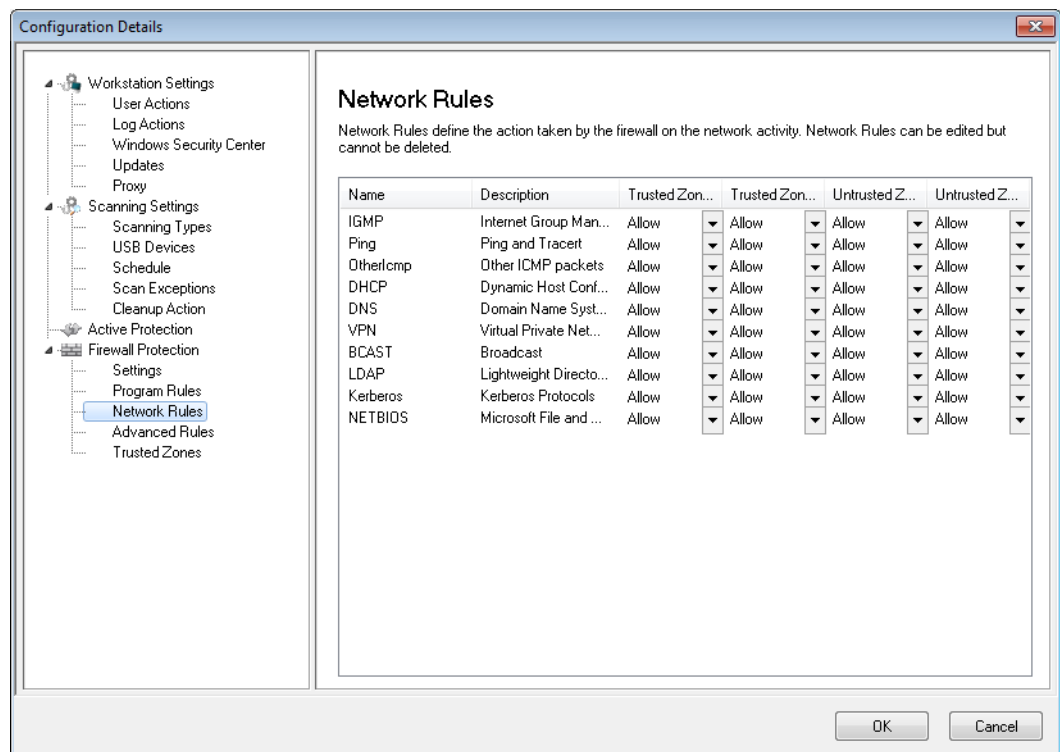 Configuration Details
Workstation Settings
User Actions
Log Actions
Windows Security Center
Updates
Proxy
Scanning Settings
Scanning Types
USB Devices
Schedule
Scan Exceptions
Cleanup Action
Active Protection
Firewall Protection
Settings
Program Rules
Network Rules
Advanced Rules
Trusted Zones
Network Rules
Network Rules define the action taken by the firewall on the network activity. Network Rules can be edited but
cannot be deleted.
Name Description Trusted Zon... Trusted Zon... Untrusted Z... Untrusted Z...
IGMP Internet Group Man... Allow Allow Allow Allow
Ping Ping and Tracert Allow Allow Allow Allow
OtherIcmp Other ICMP packets Allow Allow Allow Allow
DHCP Dynamic Host Conf... Allow Allow Allow Allow
DNS Domain Name Syst... Allow Allow Allow Allow
VPN Virtual Private Net... Allow Allow Allow Allow
BCAST Broadcast Allow Allow Allow Allow
LDAP Lightweight Directo... Allow Allow Allow Allow
Kerberos Kerberos Protocols Allow Allow Allow Allow
NETBIOS Microsoft File and ... Allow Allow Allow Allow
OK Cancel